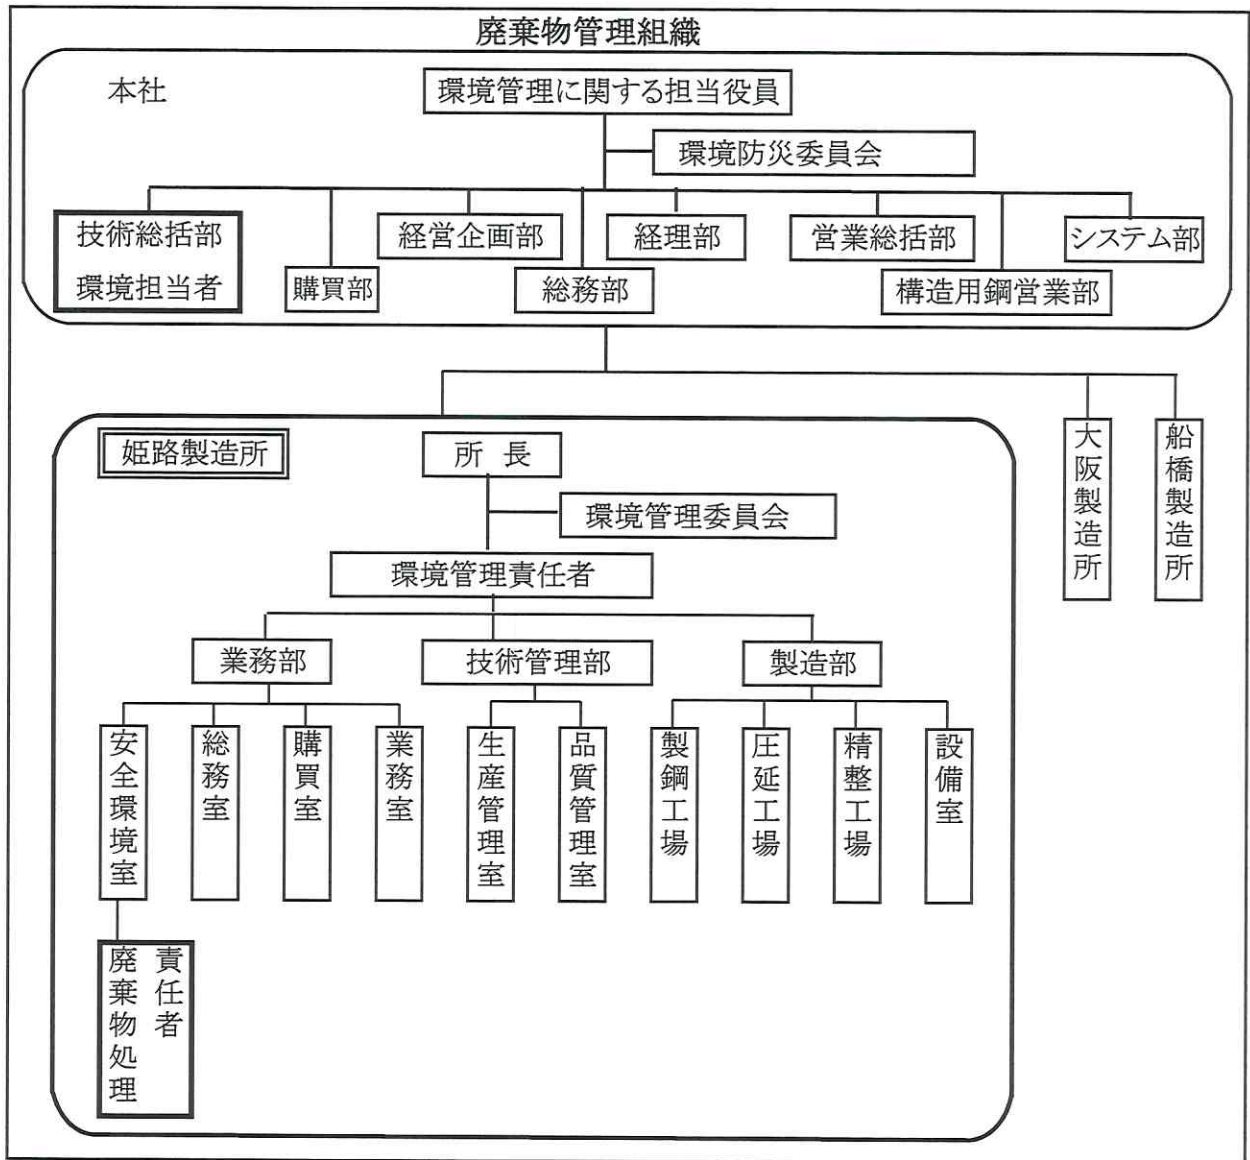 廃棄物管理組織
本社
環境管理に関する担当役員
環境防災委員会
技術総括部
環境担当者
購買部
経営企画部
総務部
経理部
営業総括部
構造用鋼営業部
システム部
姫路製造所
所 長
大阪製造所
船橋製造所
環境管理委員会
環境管理責任者
業務部
技術管理部
製造部
安全環境室
総務室
購買室
業務室
生産管理室
品質管理室
製鋼工場
圧延工場
精整工場
設備室
廃棄物処理
責任者